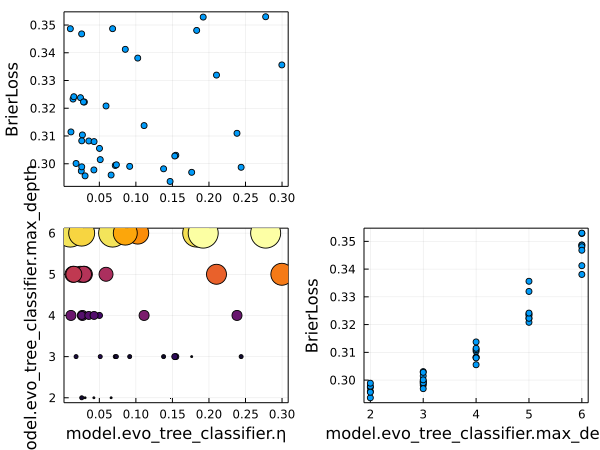 BrierLoss
0.35
0.34
0.33
0.32
0.31
0.30
0.05 0.10 0.15 0.20 0.25 0.30
odel.evo_tree_classifier.max_depth
6
5
4
3
2
0.05 0.10 0.15 0.20 0.25 0.30
model.evo_tree_classifier.η
BrierLoss
0.35
0.34
0.33
0.32
0.31
0.30
2 3 4 5 6
model.evo_tree_classifier.max_de